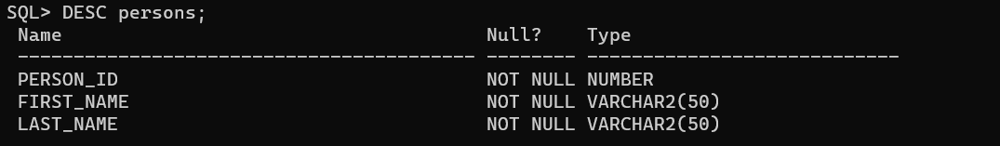 SQL> DESC persons;
Name Null? Type
----------------------------------------- -------- ----------------------------
PERSON_ID NOT NULL NUMBER
FIRST_NAME NOT NULL VARCHAR2(50)
LAST_NAME NOT NULL VARCHAR2(50)